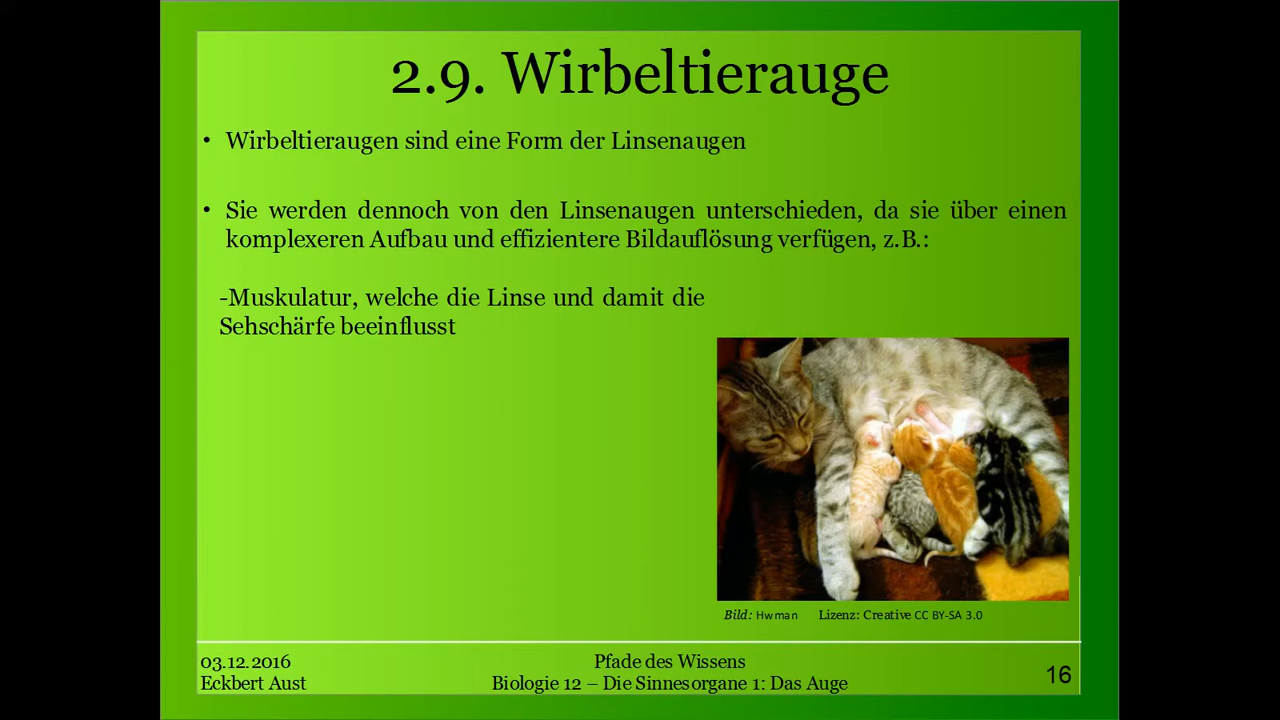 2.9. Wirbeltierauge
• Wirbeltieraugen sind eine Form der Linsenaugen
• Sie werden dennoch von den Linsenaugen unterschieden, da sie über einen
komplexeren Aufbau und effizientere Bildauflösung verfügen, z.B.:
-Muskulatur, welche die Linse und damit die
Sehschärfe beeinflusst
Bild: Hwman Lizenz: Creative CC BY-SA 3.0
03.12.2016
Eckbert Aust
Pfade des Wissens
Biologie 12 – Die Sinnesorgane 1: Das Auge
16